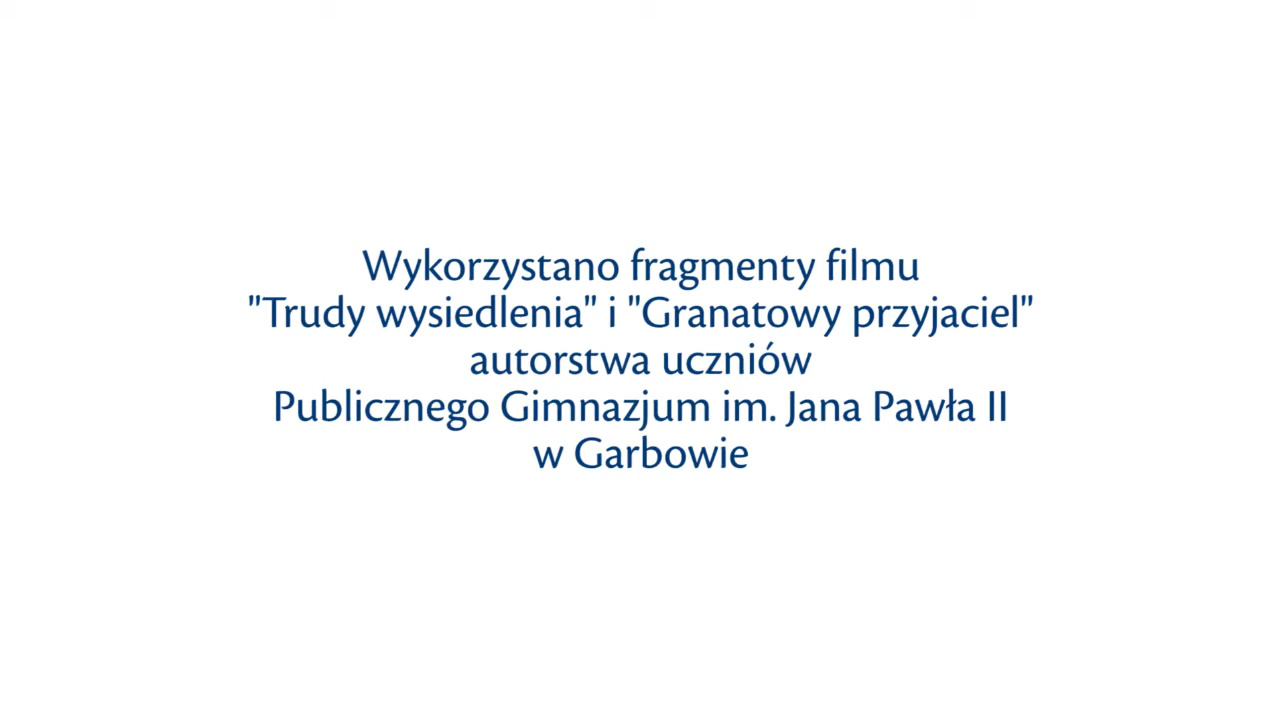 Wykorzystano fragmenty filmu
"Trudy wysiedlenia" i "Granatowy przyjaciel"
autorstwa uczniów
Publicznego Gimnazjum im. Jana Pawła II
w Garbowie